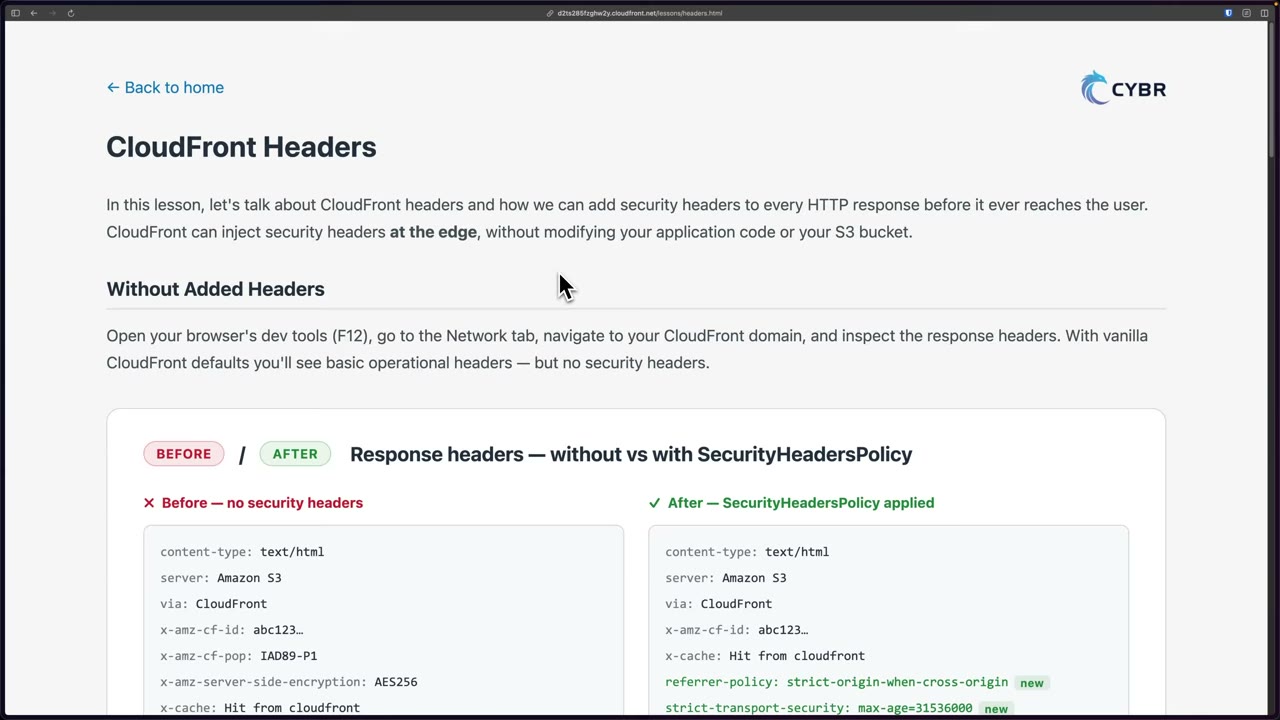 d2ts285fzghw2y.cloudfront.net/lessons/headers.html
← Back to home
CYBR
CloudFront Headers
In this lesson, let's talk about CloudFront headers and how we can add security headers to every HTTP response before it ever reaches the user.
CloudFront can inject security headers at the edge, without modifying your application code or your S3 bucket.
Without Added Headers
Open your browser's dev tools (F12), go to the Network tab, navigate to your CloudFront domain, and inspect the response headers. With vanilla
CloudFront defaults you'll see basic operational headers — but no security headers.
BEFORE / AFTER Response headers — without vs with SecurityHeadersPolicy
✕ Before — no security headers
content-type: text/html
server: Amazon S3
via: CloudFront
x-amz-cf-id: abc123…
x-amz-cf-pop: IAD89-P1
x-amz-server-side-encryption: AES256
x-cache: Hit from cloudfront
✓ After — SecurityHeadersPolicy applied
content-type: text/html
server: Amazon S3
via: CloudFront
x-amz-cf-id: abc123…
x-cache: Hit from cloudfront
referrer-policy: strict-origin-when-cross-origin new
strict-transport-security: max-age=31536000 new